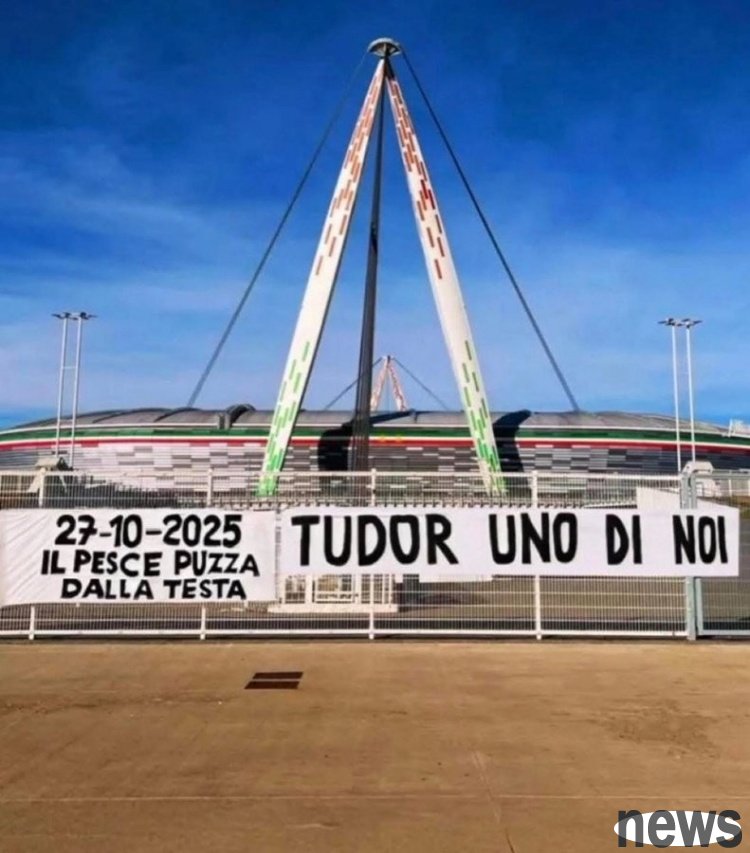 27-10-2025
IL PESCE PUZZA
DALLA TESTA
TUDOR UNO DI NOI
news